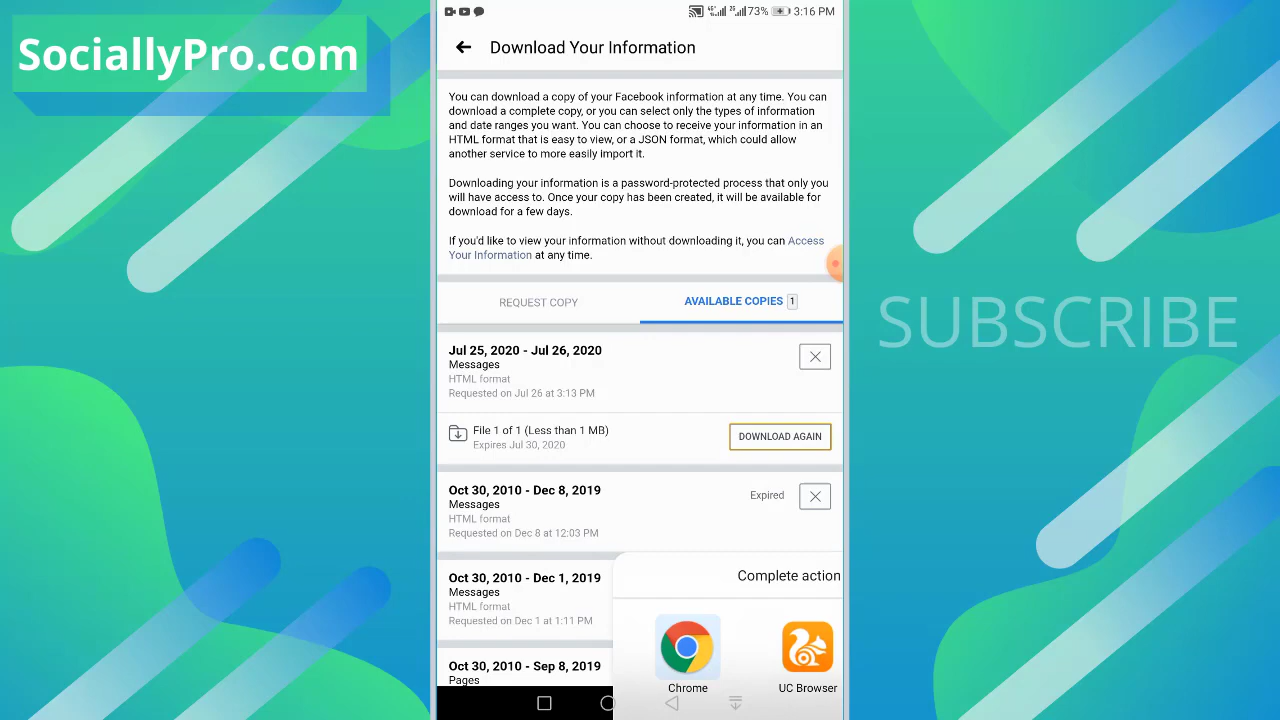 SociallyPro.com
73% 3:16 PM
Download Your Information
You can download a copy of your Facebook information at any time. You can
download a complete copy, or you can select only the types of information
and date ranges you want. You can choose to receive your information in an
HTML format that is easy to view, or a JSON format, which could allow
another service to more easily import it.
Downloading your information is a password-protected process that only you
will have access to. Once your copy has been created, it will be available for
download for a few days.
If you'd like to view your information without downloading it, you can Access
Your Information at any time.
REQUEST COPY
AVAILABLE COPIES 1
SUBSCRIBE
Jul 25, 2020 - Jul 26, 2020
Messages
HTML format
Requested on Jul 26 at 3:13 PM
File 1 of 1 (Less than 1 MB)
Expires Jul 30, 2020
DOWNLOAD AGAIN
Oct 30, 2010 - Dec 8, 2019
Expired
Messages
HTML format
Requested on Dec 8 at 12:03 PM
Oct 30, 2010 - Dec 1, 2019
Messages
HTML format
Requested on Dec 1 at 1:11 PM
Oct 30, 2010 - Sep 8, 2019
Pages
Complete action
Chrome
UC Browser